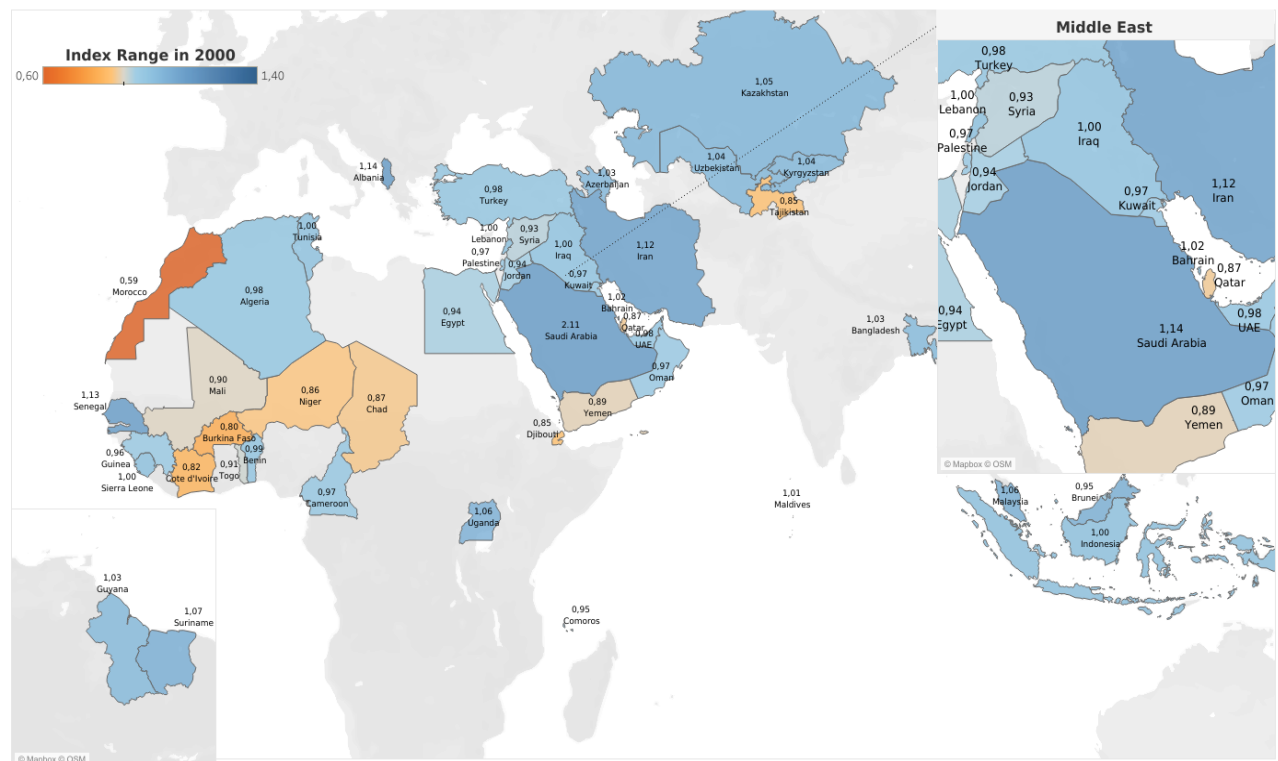 Index Range in 2000
0,60
1,40
1,05
Kazakhstan
1,04
Uzbekistan
1,04
Kyrgyzstan
0,85
Tajikistan
1,14
Albania
0,98
Turkey
1,03
Azerbaijan
1,00
Tunisia
1,00
Lebanon
0,93
Syria
1,00
Iraq
1,12
Iran
0,97
Palestine
0,94
Jordan
0,97
Kuwait
0,59
Morocco
0,98
Algeria
0,94
Egypt
2.11
Saudi Arabia
1,02
Bahrain
0,87
Qatar
0,98
UAE
0,97
Oman
1,03
Bangladesh
0,90
Mali
0,86
Niger
0,87
Chad
0,89
Yemen
0,85
Djibouti
1,13
Senegal
0,80
Burkina Faso
0,99
Benin
0,96
Guinea
1,00
Sierra Leone
0,82
Cote d'Ivoire
0,91
Togo
0,97
Cameroon
1,06
Uganda
1,01
Maldives
0,95
Comoros
1,03
Guyana
1,07
Suriname
© Mapbox © OSM
Middle East
0,98
Turkey
1,00
Lebanon
0,93
Syria
1,00
Iraq
0,97
Palestine
0,94
Jordan
0,97
Kuwait
1,12
Iran
1,02
Bahrain
0,87
Qatar
0,94
Egypt
0,98
UAE
1,14
Saudi Arabia
0,97
Oman
0,89
Yemen
© Mapbox © OSM
1,06
Malaysia
0,95
Brunei
1,00
Indonesia